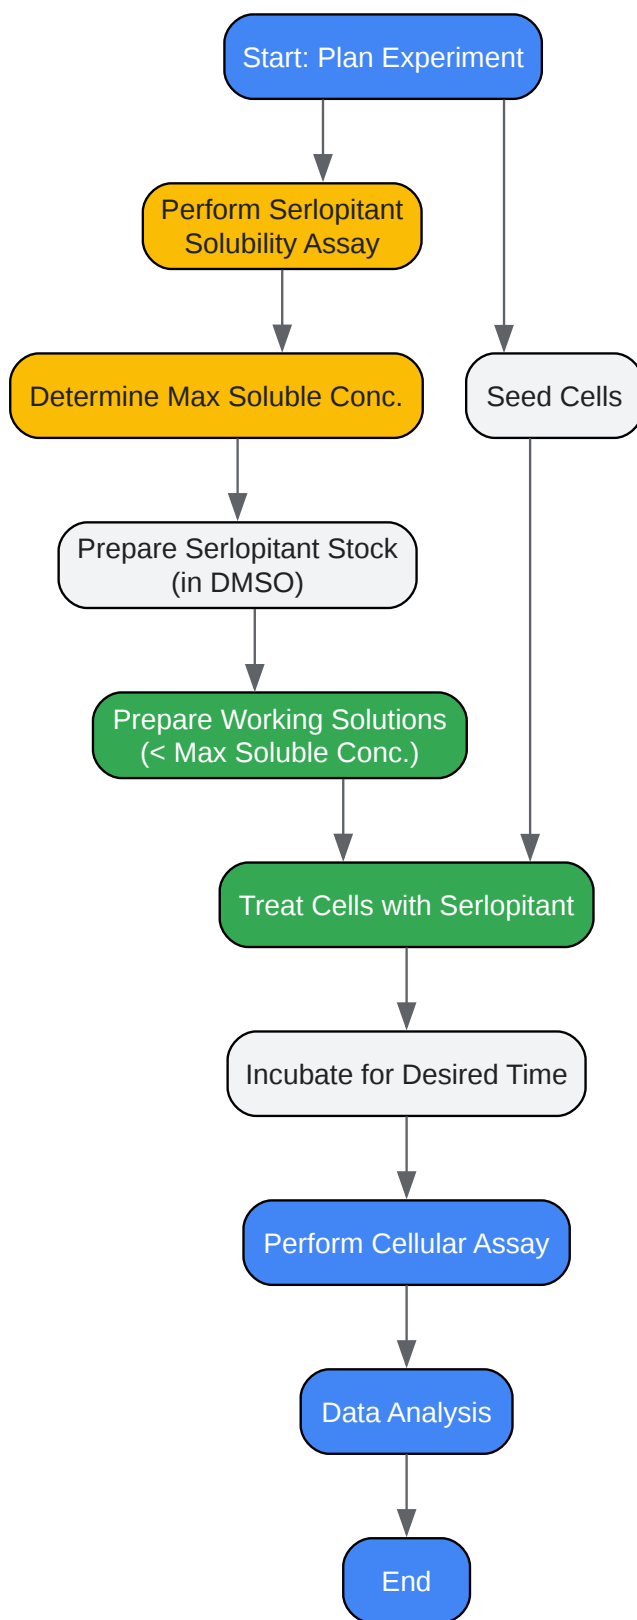 Start: Plan Experiment
Perform Serlopitant
Solubility Assay
Determine Max Soluble Conc.
Seed Cells
Prepare Serlopitant Stock
(in DMSO)
Prepare Working Solutions
(< Max Soluble Conc.)
Treat Cells with Serlopitant
Incubate for Desired Time
Perform Cellular Assay
Data Analysis
End